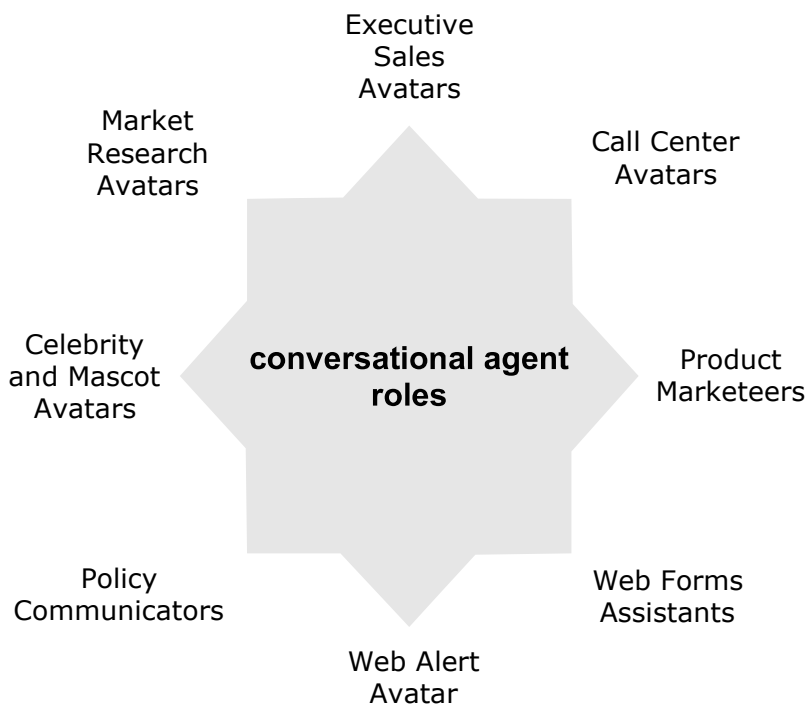 Executive
Sales
Avatars
Market
Research
Avatars
Call Center
Avatars
Celebrity
and Mascot
Avatars
conversational agent
roles
Product
Marketeers
Policy
Communicators
Web Forms
Assistants
Web Alert
Avatar